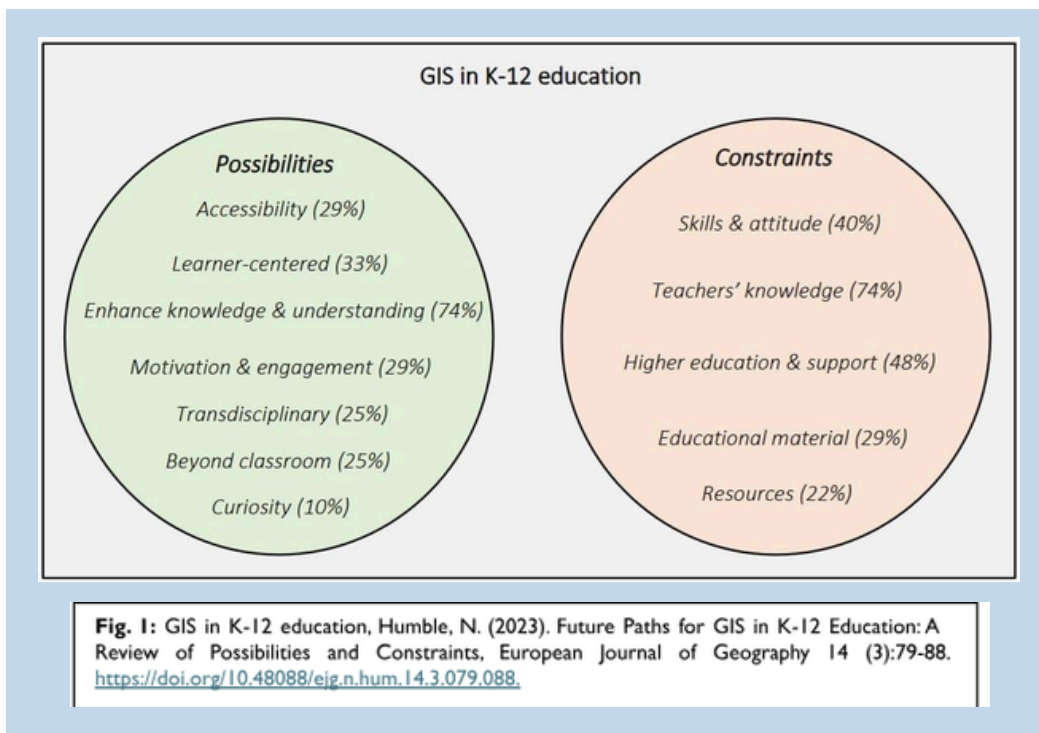 GIS in K-12 education
Possibilities
Accessibility (29%)
Learner-centered (33%)
Enhance knowledge & understanding (74%)
Motivation & engagement (29%)
Transdisciplinary (25%)
Beyond classroom (25%)
Curiosity (10%)
Constraints
Skills & attitude (40%)
Teachers’ knowledge (74%)
Higher education & support (48%)
Educational material (29%)
Resources (22%)
Fig. 1: GIS in K-12 education, Humble, N. (2023). Future Paths for GIS in K-12 Education: A
Review of Possibilities and Constraints, European Journal of Geography 14 (3):79-88.
https://doi.org/10.48088/ejg.n.hum.14.3.079.088.